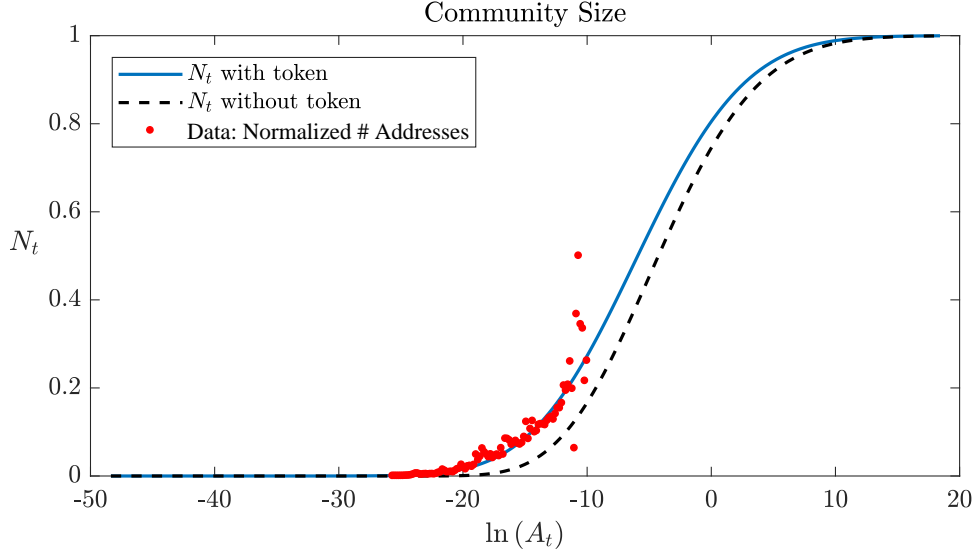 Community Size
1
N_t with token
N_t without token
Data: Normalized # Addresses
0.8
0.6
N_t
0.4
0.2
0
-50 -40 -30 -20 -10 0 10 20
ln (A_t)